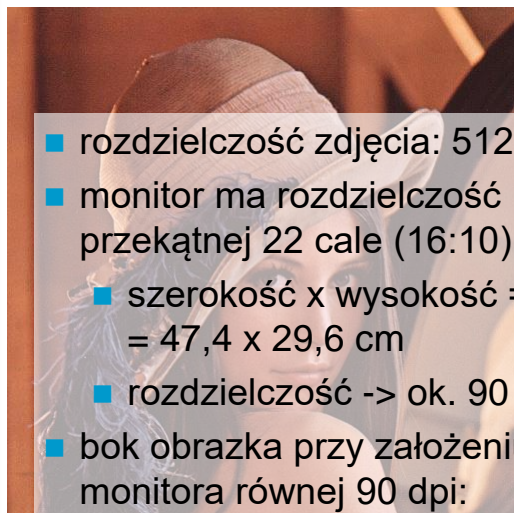 rozdzielczość zdjęcia: 512
monitor ma rozdzielczość
przekątnej 22 cale (16:10)
szerokość x wysokość =
= 47,4 x 29,6 cm
rozdzielczość -> ok. 90
bok obrazka przy założeni
monitora równej 90 dpi: